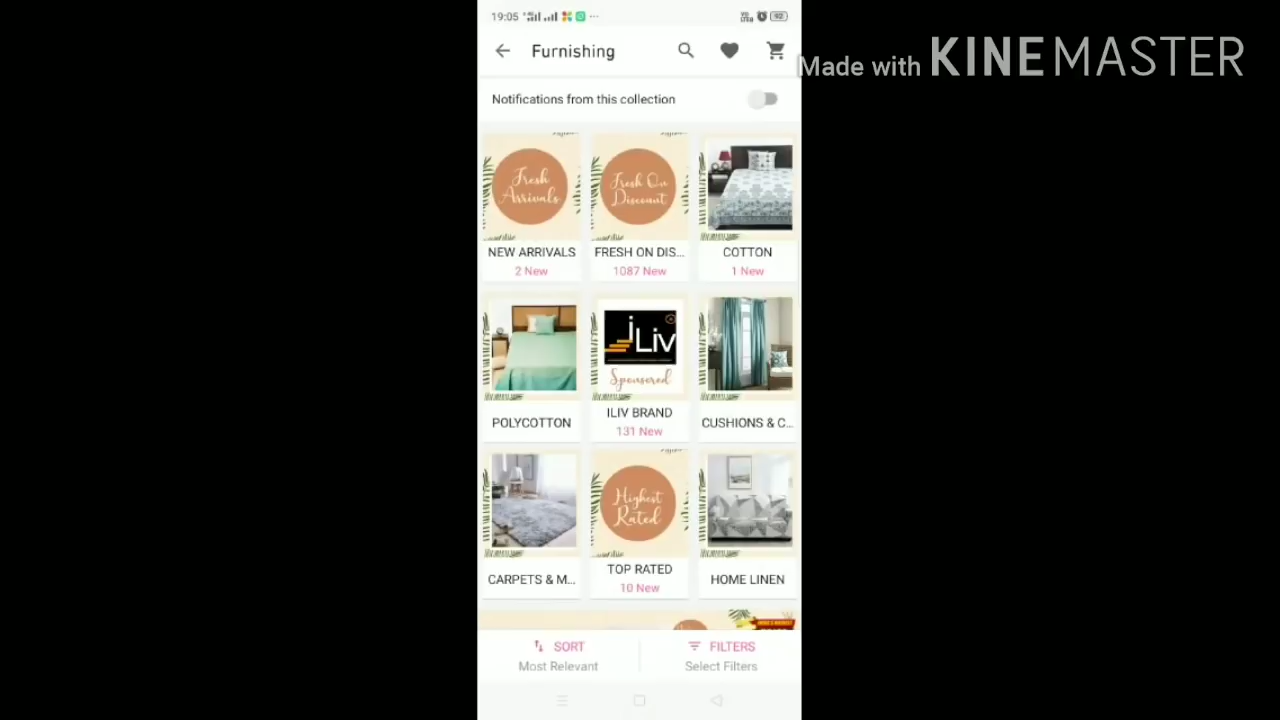 19:05
Made with KINEMASTER
Furnishing
Notifications from this collection
Fresh Arrivals
Fresh On Discount
NEW ARRIVALS
FRESH ON DIS...
COTTON
2 New
1087 New
1 New
iLiv
Sponsored
POLYCOTTON
ILIV BRAND
CUSHIONS & C...
131 New
Highest Rated
CARPETS & M...
TOP RATED
HOME LINEN
10 New
SORT
FILTERS
Most Relevant
Select Filters